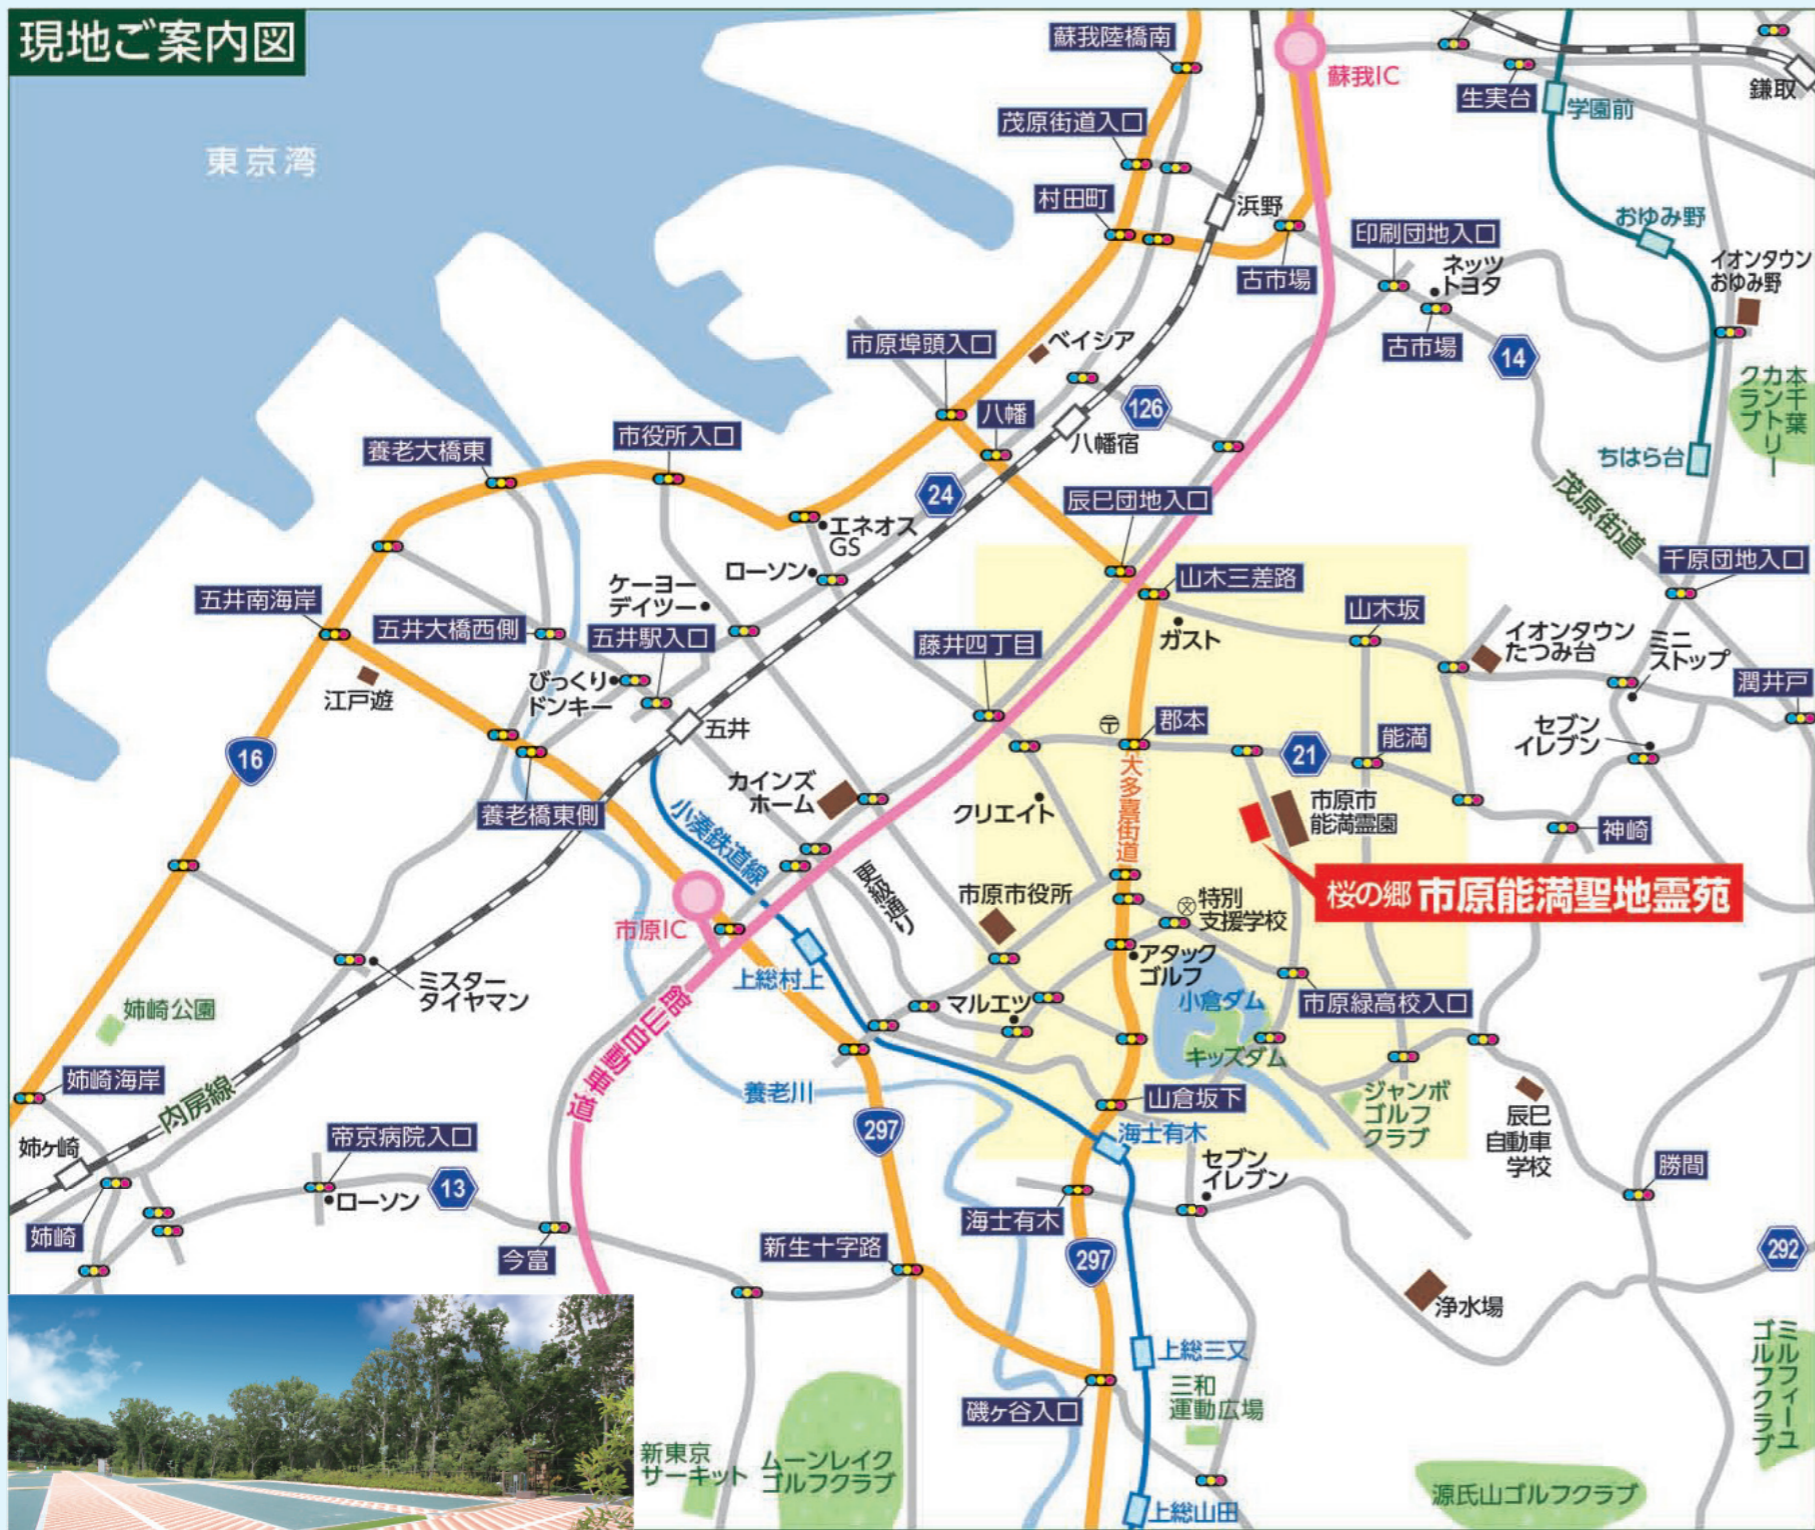 現地ご案内図
東京湾
蘇我陸橋南
蘇我IC
生実台
学園前
鎌取
茂原街道入口
村田町
浜野
古市場
印刷団地入口
ネッツ
トヨタ
古市場
おゆみ野
イオンタウン
おゆみ野
14
本千葉
カントリー
クラブ
ちはら台
茂原街道
千原団地入口
市原埠頭入口
ベイシア
八幡
126
八幡宿
養老大橋東
市役所入口
24
辰巳団地入口
エネオス
GS
ローソン
ケーヨー
デイツー
五井南海岸
五井大橋西側
五井駅入口
びっくり
ドンキー
江戸遊
五井
藤井四丁目
山木三差路
ガスト
山木坂
イオンタウン
たつみ台
ミニ
ストップ
潤井戸
セブン
イレブン
16
養老橋東側
カインズ
ホーム
小湊鉄道線
〒
郡本
21
能満
大多喜街道
クリエイト
市原市
能満霊園
神崎
桜の郷 市原能満聖地霊苑
更級通り
市原市役所
文
特別
支援学校
市原IC
上総村上
アタック
ゴルフ
小倉ダム
市原緑高校入口
マルエツ
キッズダム
ミスター
タイヤマン
姉崎公園
館山自動車道
養老川
姉崎海岸
内房線
297
山倉坂下
海士有木
ジャンボ
ゴルフ
クラブ
辰巳
自動車
学校
勝間
姉ヶ崎
帝京病院入口
ローソン
13
姉崎
今富
新生十字路
海士有木
セブン
イレブン
297
292
浄水場
上総三又
三和
運動広場
磯ヶ谷入口
ミルフィーユ
ゴルフクラブ
新東京
サーキット
ムーンレイク
ゴルフクラブ
源氏山ゴルフクラブ
上総山田